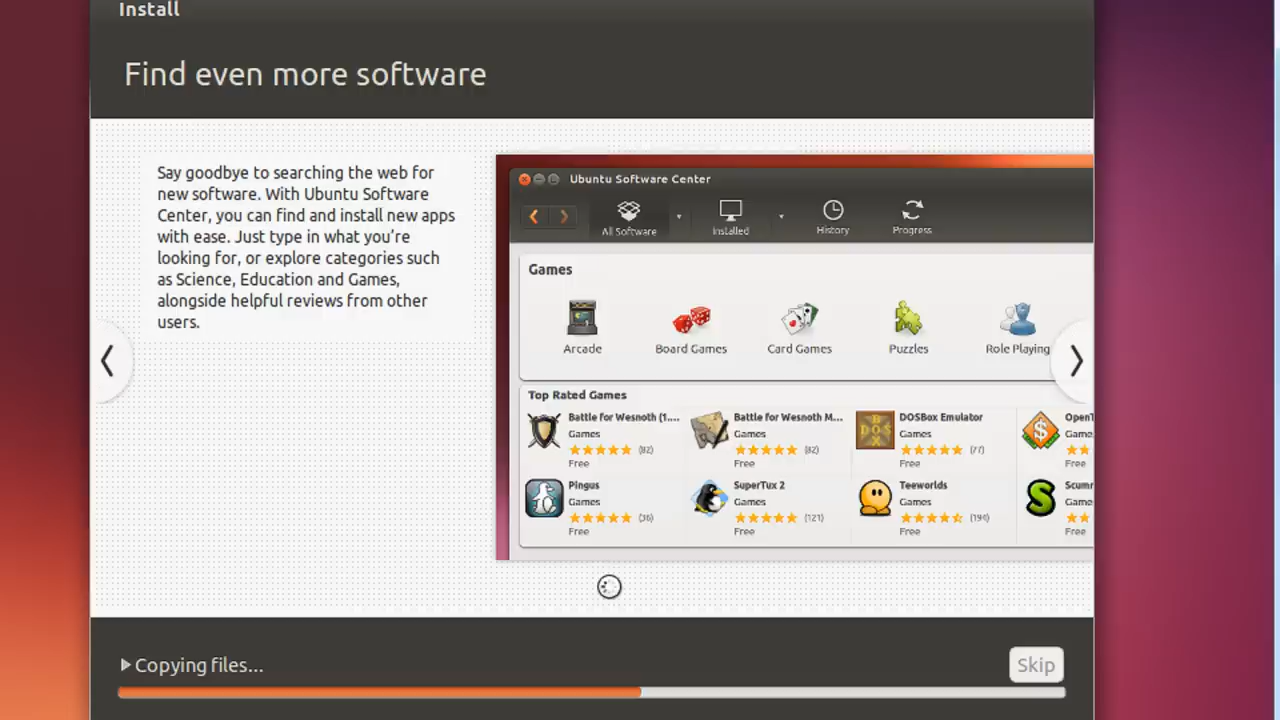 Install
Find even more software
Say goodbye to searching the web for
new software. With Ubuntu Software
Center, you can find and install new apps
with ease. Just type in what you're
looking for, or explore categories such
as Science, Education and Games,
alongside helpful reviews from other
users.
Ubuntu Software Center
All Software Installed History Progress
Games
Arcade Board Games Card Games Puzzles Role Playing
Top Rated Games
Battle for Wesnoth (1.... Battle for Wesnoth M... DOSBox Emulator OpenT
Games Games Games Game
(82) (82) (77)
Free Free Free Free
Pingus SuperTux 2 Teeworlds Scumm
Games Games Games Game
(36) (121) (194)
Free Free Free Free
Copying files...
Skip